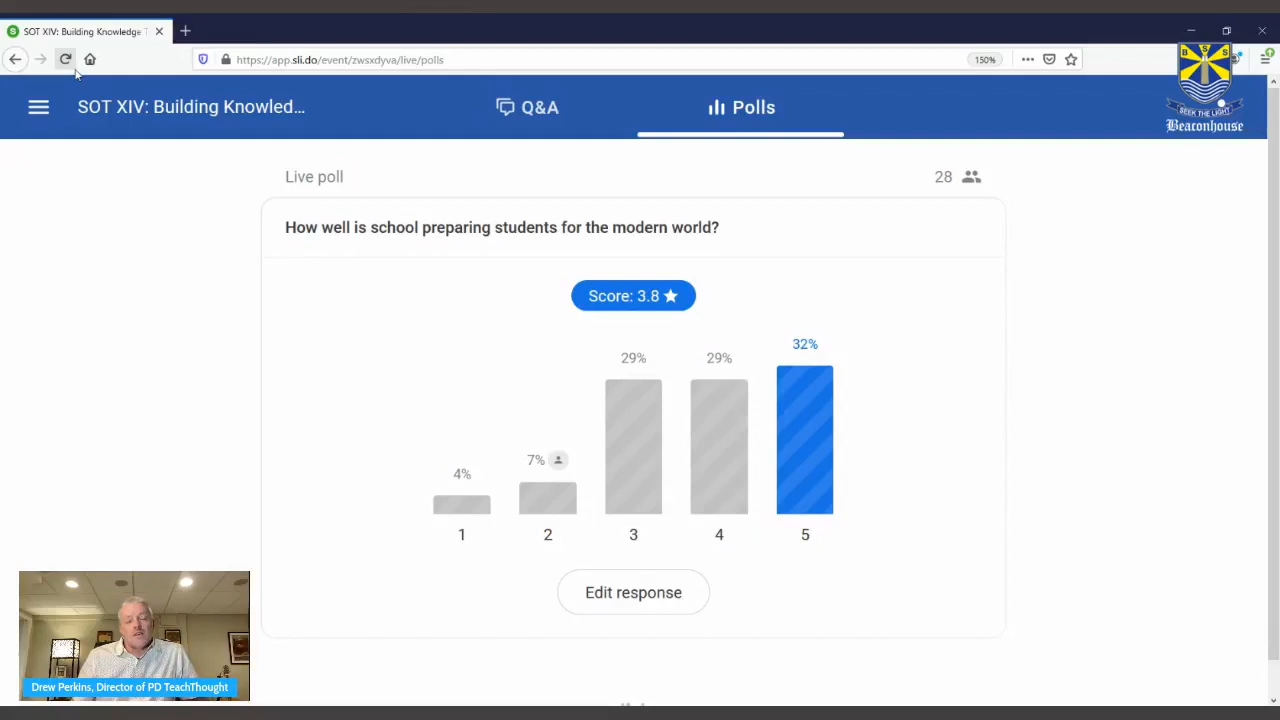 SOT XIV: Building Knowledge T
https://app.sli.do/event/zwsxdyva/live/polls
150%
B S S
SEEK THE LIGHT
Beaconhouse
SOT XIV: Building Knowled...
Q&A
Polls
Live poll
28
How well is school preparing students for the modern world?
Score: 3.8
4%
7%
29%
29%
32%
1
2
3
4
5
Edit response
Drew Perkins, Director of PD TeachThought